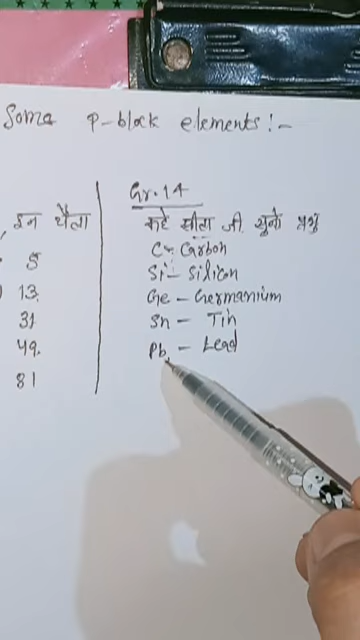 Some p-block elements:-
इन थैला
5
13
31
49
81
Gr. 14
कहे सीता जी सुनो प्रभु
C - Carbon
Si - Silicon
Ge - Germanium
Sn - Tin
Pb - Lead